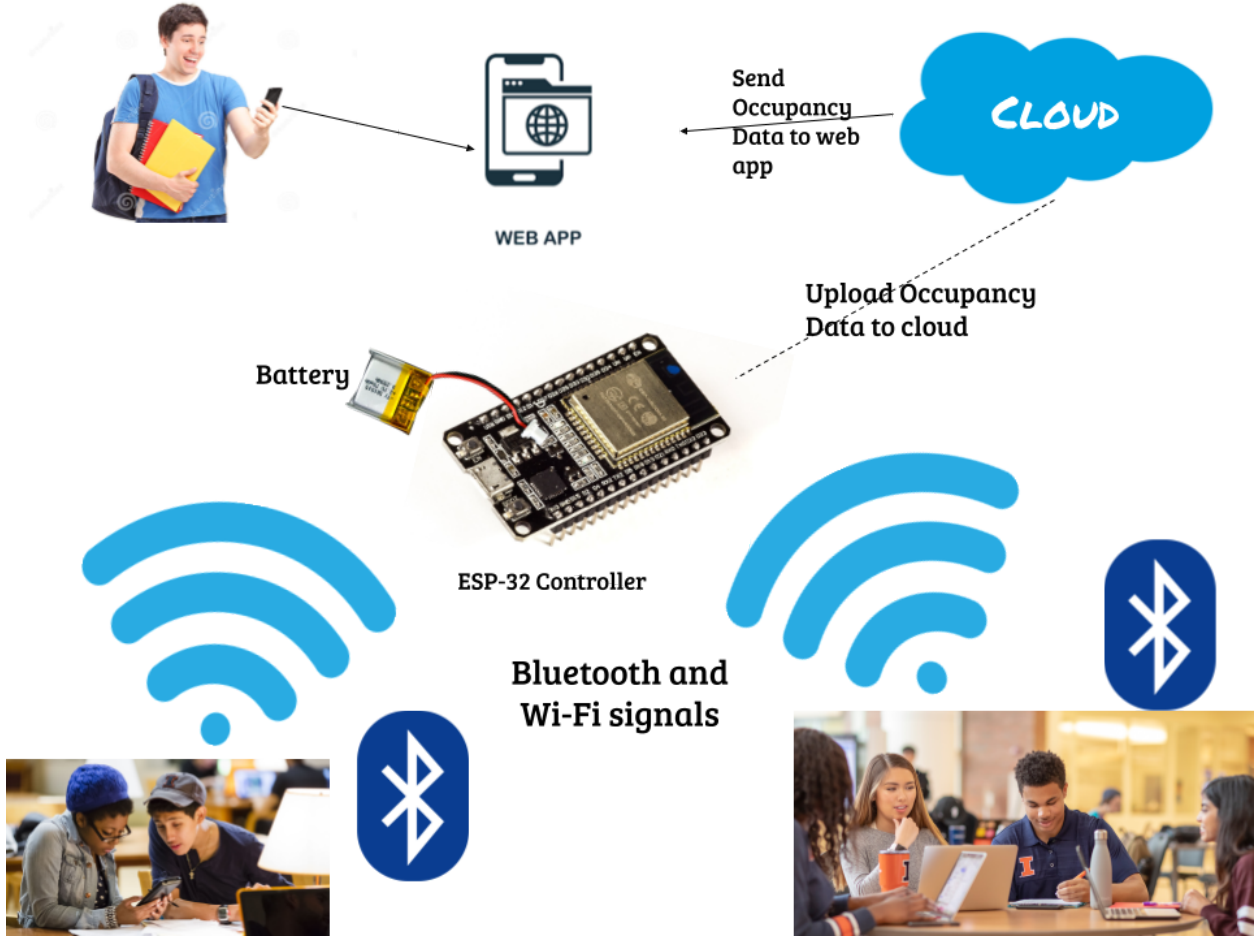 Send
Occupancy
Data to web
app
CLOUD
WEB APP
Upload Occupancy
Data to cloud
Battery
ESP-32 Controller
Bluetooth and
Wi-Fi signals
I
I